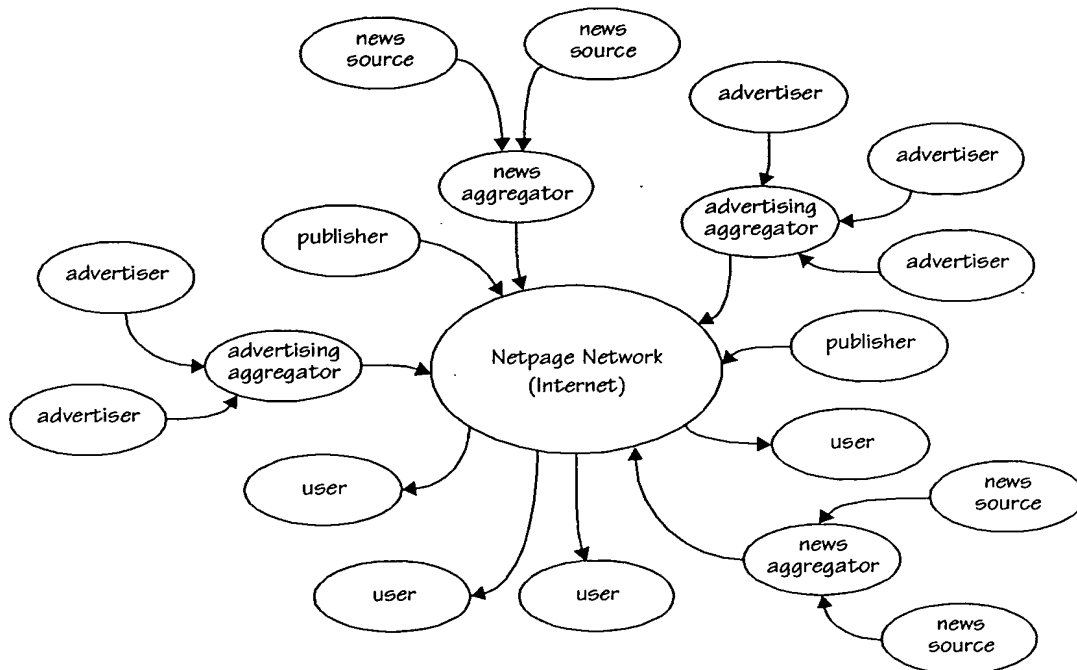 news
source
news
source
advertiser
advertiser
news
aggregator
advertising
aggregator
publisher
advertiser
advertiser
publisher
Netpage Network
(Internet)
advertising
aggregator
advertiser
user
user
news
source
news
aggregator
user
user
news
source